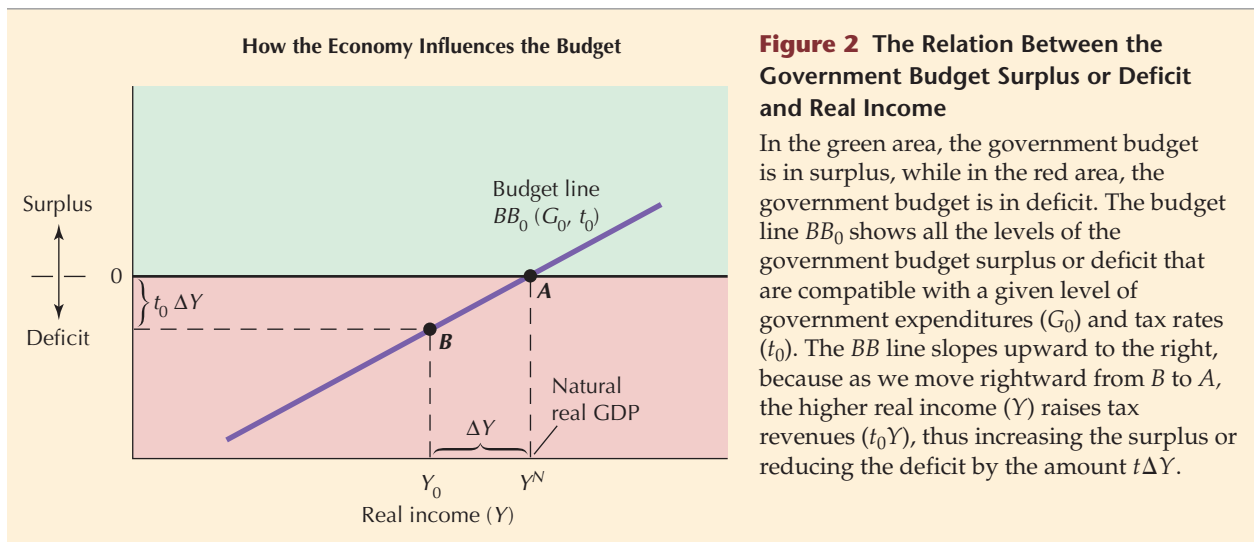 How the Economy Influences the Budget
Surplus
0
Deficit
t₀ ΔY
Budget line
BB₀ (G₀, t₀)
A
B
Natural
real GDP
ΔY
Y₀
Yᴺ
Real income (Y)
Figure 2 The Relation Between the
Government Budget Surplus or Deficit
and Real Income
In the green area, the government budget
is in surplus, while in the red area, the
government budget is in deficit. The budget
line BB₀ shows all the levels of the
government budget surplus or deficit that
are compatible with a given level of
government expenditures (G₀) and tax rates
(t₀). The BB line slopes upward to the right,
because as we move rightward from B to A,
the higher real income (Y) raises tax
revenues (t₀Y), thus increasing the surplus or
reducing the deficit by the amount tΔY.